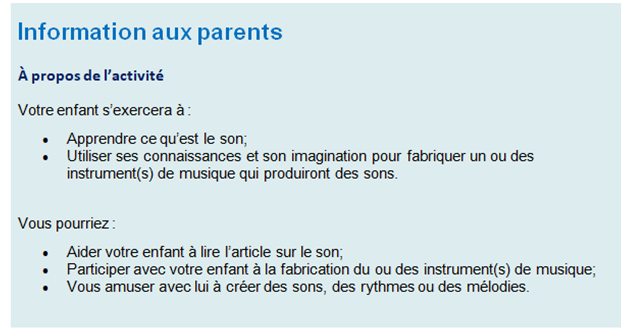 Information aux parents
À propos de l'activité
Votre enfant s'exercera à :
• Apprendre ce qu'est le son;
• Utiliser ses connaissances et son imagination pour fabriquer un ou des
instrument(s) de musique qui produiront des sons.
Vous pourriez :
• Aider votre enfant à lire l'article sur le son;
• Participer avec votre enfant à la fabrication du ou des instrument(s) de musique;
• Vous amuser avec lui à créer des sons, des rythmes ou des mélodies.